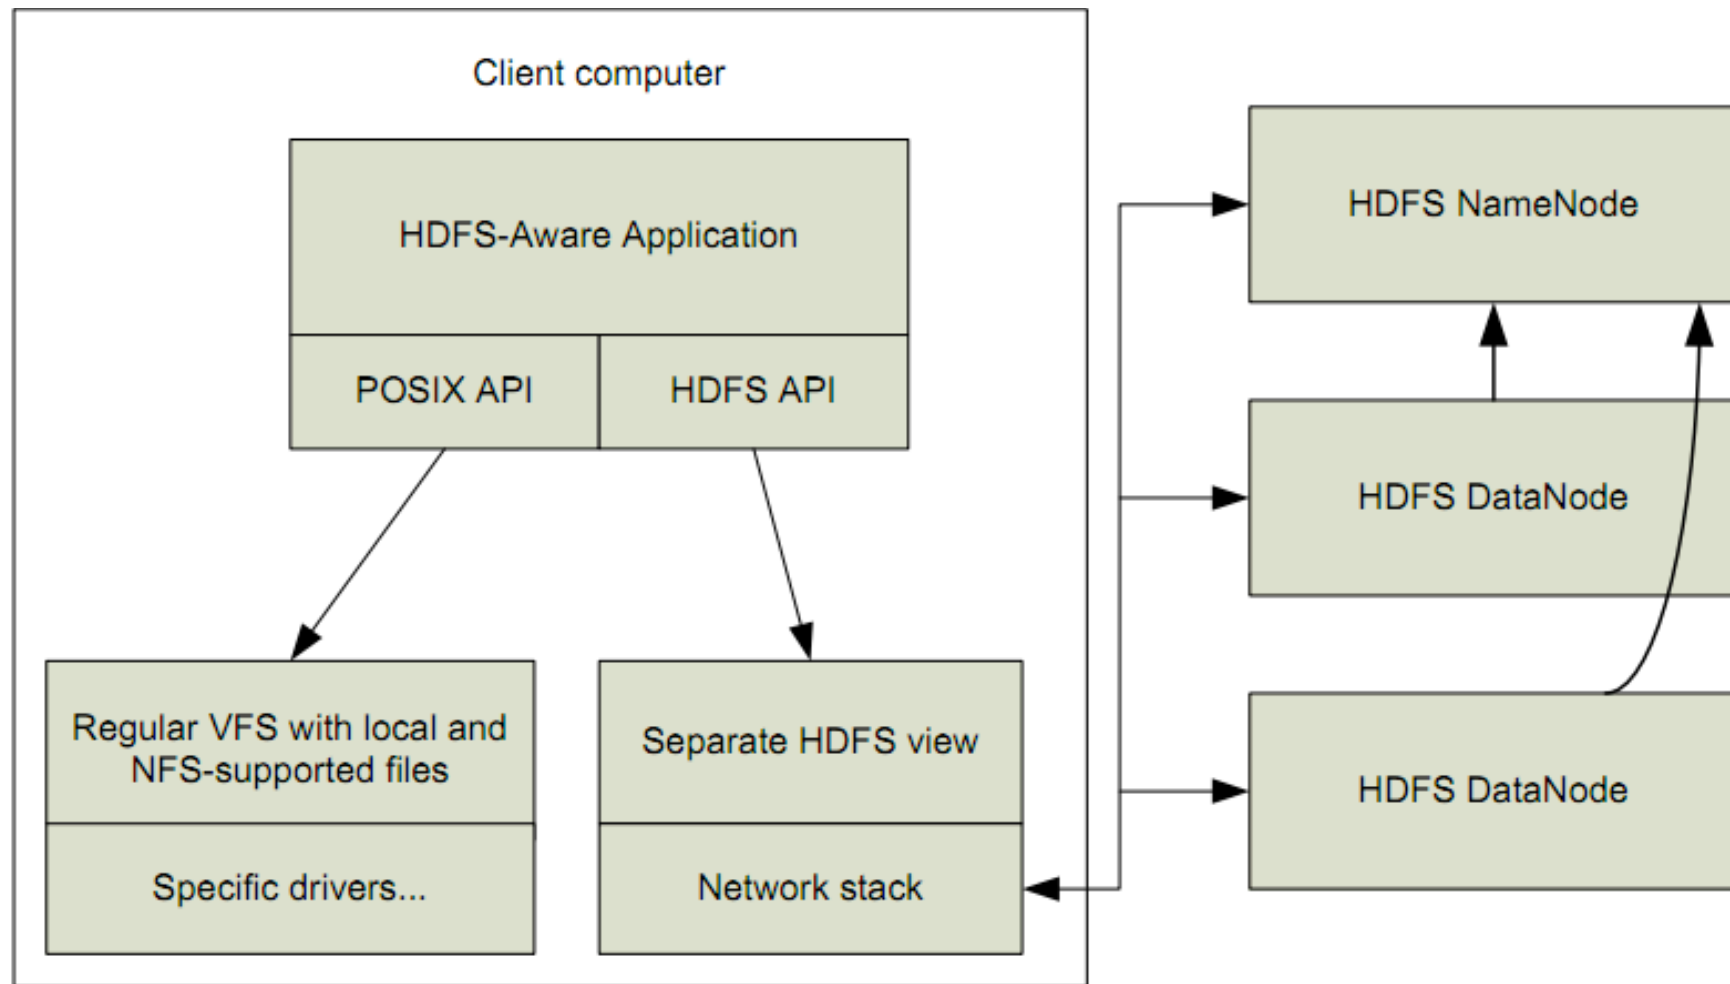 Client computer
HDFS-Aware Application
POSIX API
HDFS API
Regular VFS with local and
NFS-supported files
Specific drivers...
Separate HDFS view
Network stack
HDFS NameNode
HDFS DataNode
HDFS DataNode